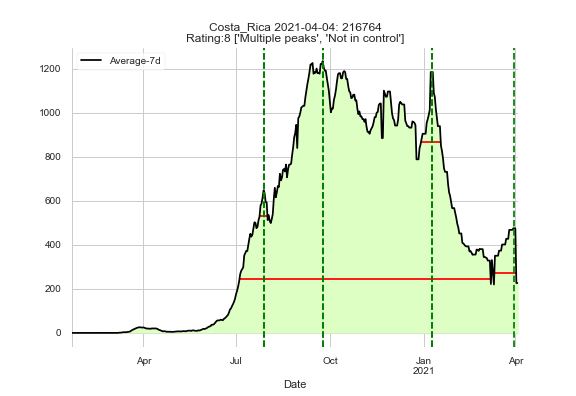 Costa_Rica 2021-04-04: 216764
Rating:8 ['Multiple peaks', 'Not in control']
Average-7d
1200
1000
800
600
400
200
0
Apr
Jul
Oct
Jan
2021
Apr
Date